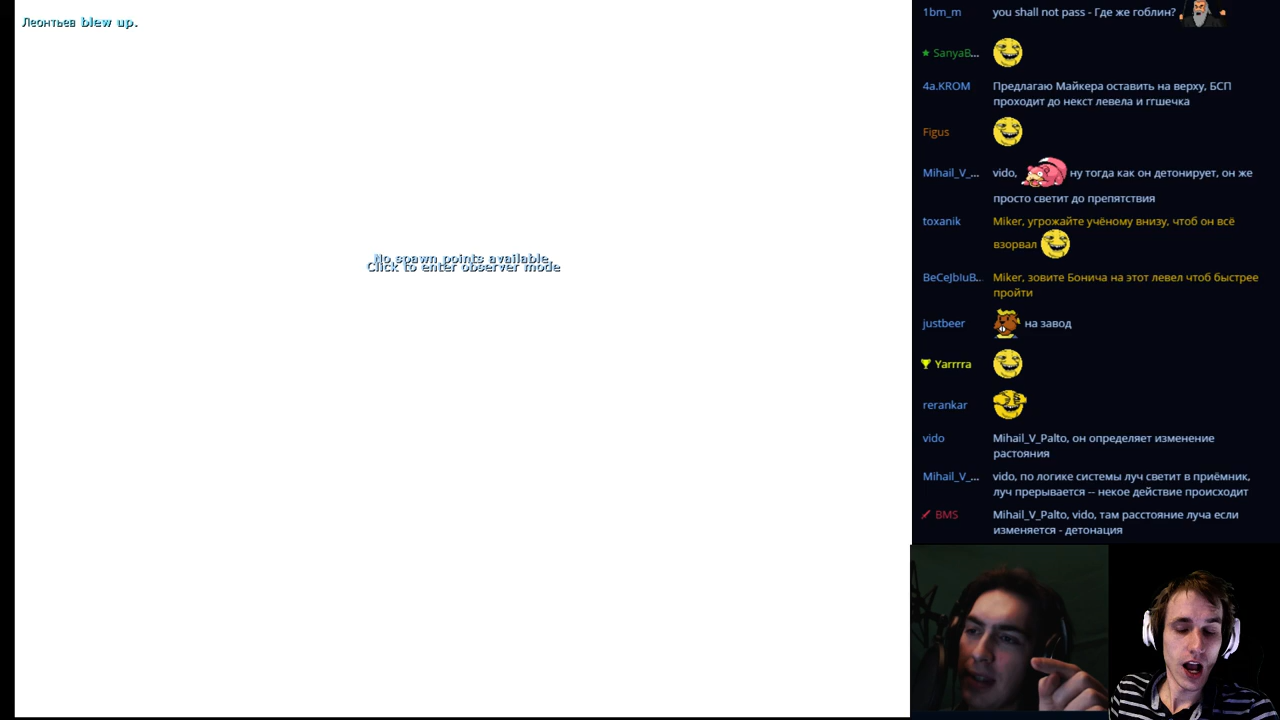 Леонтьев blew up.
No spawn points available.
Click to enter observer mode
1bm_m you shall not pass - Где же гоблин?
SanyaB...
4a.KROM Предлагаю Майкера оставить на верху, БСП
проходит до некст левела и ггшечка
Figus
Mihail_V_... vido, ну тогда как он детонирует, он же
просто светит до препятствия
toxanik Miker, угрожайте учёному внизу, чтоб он всё
взорвал
BeCeJbIuB... Miker, зовите Бонича на этот левел чтоб быстрее
пройти
justbeer на завод
Yarrrra
rerankar
vido Mihail_V_Palto, он определяет изменение
растояния
Mihail_V_... vido, по логике системы луч светит в приёмник,
луч прерывается -- некое действие происходит
BMS Mihail_V_Palto, vido, там расстояние луча если
изменяется - детонация